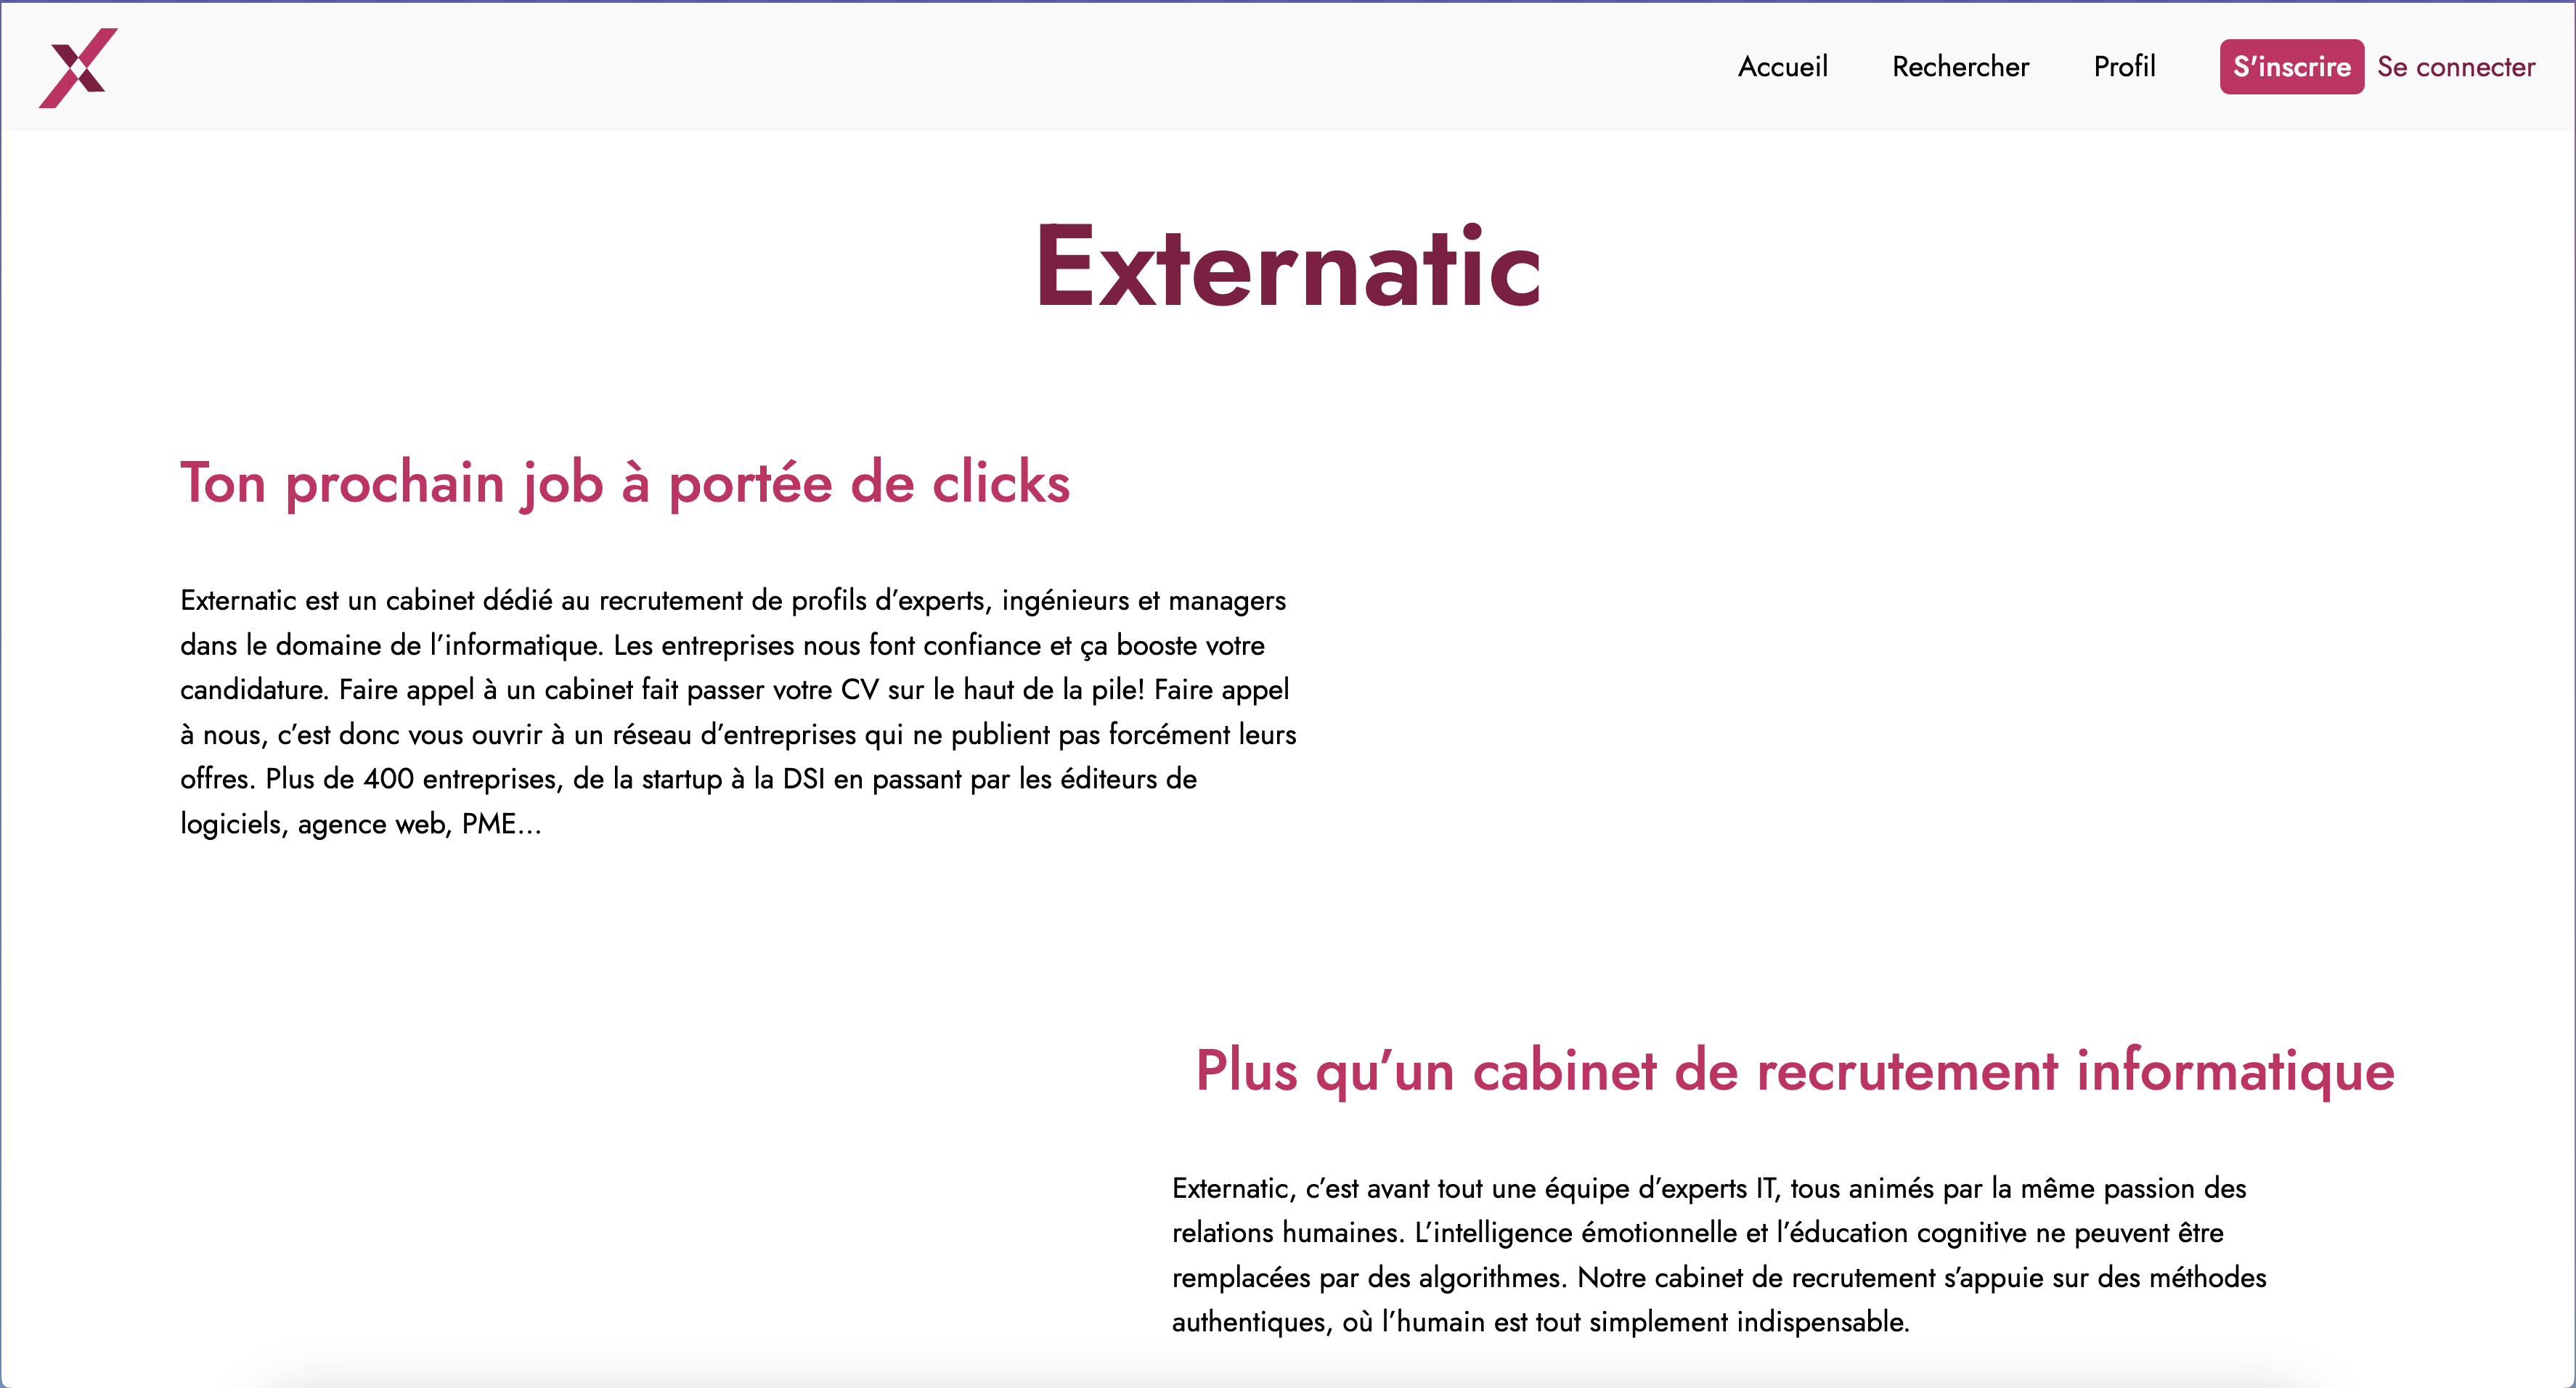 Accueil Rechercher Profil S'inscrire Se connecter
Externatic
Ton prochain job à portée de clicks
Externatic est un cabinet dédié au recrutement de profils d’experts, ingénieurs et managers
dans le domaine de l’informatique. Les entreprises nous font confiance et ça booste votre
candidature. Faire appel à un cabinet fait passer votre CV sur le haut de la pile! Faire appel
à nous, c’est donc vous ouvrir à un réseau d’entreprises qui ne publient pas forcément leurs
offres. Plus de 400 entreprises, de la startup à la DSI en passant par les éditeurs de
logiciels, agence web, PME…
Plus qu’un cabinet de recrutement informatique
Externatic, c’est avant tout une équipe d’experts IT, tous animés par la même passion des
relations humaines. L’intelligence émotionnelle et l’éducation cognitive ne peuvent être
remplacées par des algorithmes. Notre cabinet de recrutement s’appuie sur des méthodes
authentiques, où l’humain est tout simplement indispensable.